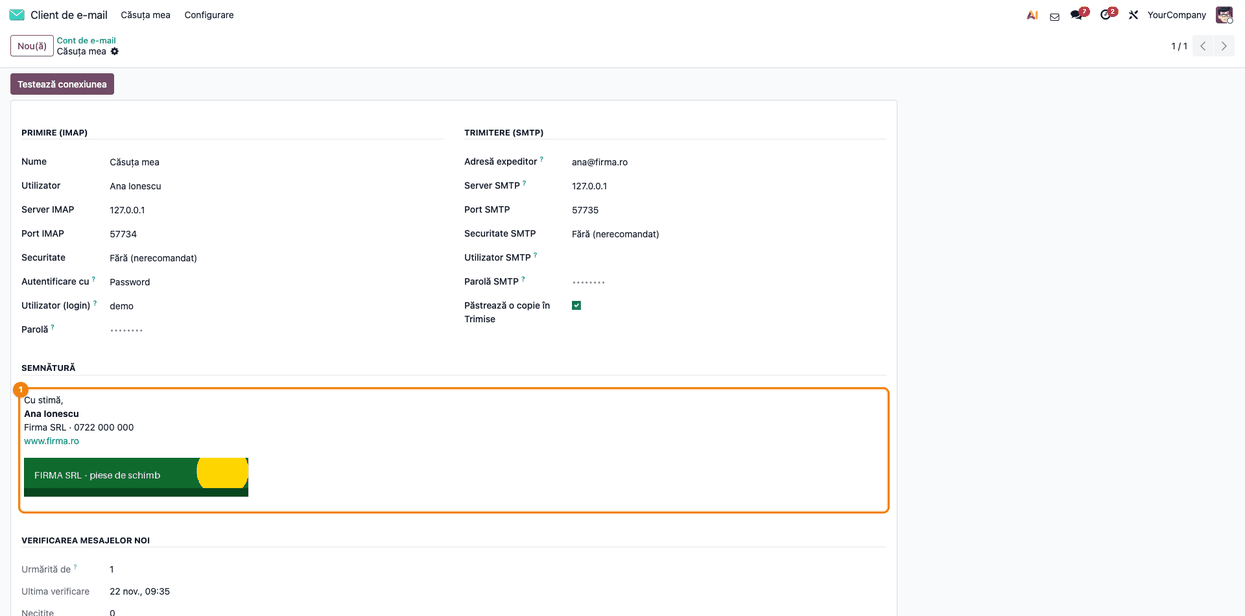 Client de e-mail Căsuța mea Configurare
7 2 YourCompany
Nou(ă) Cont de e-mail
Căsuța mea
1 / 1
Testează conexiunea
PRIMIRE (IMAP)
Nume Căsuța mea
Utilizator Ana Ionescu
Server IMAP 127.0.0.1
Port IMAP 57734
Securitate Fără (nerecomandat)
Autentificare cu ? Password
Utilizator (login) ? demo
Parolă ? ••••••••
TRIMITERE (SMTP)
Adresă expeditor ? ana@firma.ro
Server SMTP ? 127.0.0.1
Port SMTP 57735
Securitate SMTP Fără (nerecomandat)
Utilizator SMTP ?
Parolă SMTP ? ••••••••
Păstrează o copie în
Trimise
SEMNĂTURĂ
1
Cu stimă,
Ana Ionescu
Firma SRL · 0722 000 000
www.firma.ro
FIRMA SRL - piese de schimb
VERIFICAREA MESAJELOR NOI
Urmărită de ? 1
Ultima verificare 22 nov., 09:35
Necitite 0